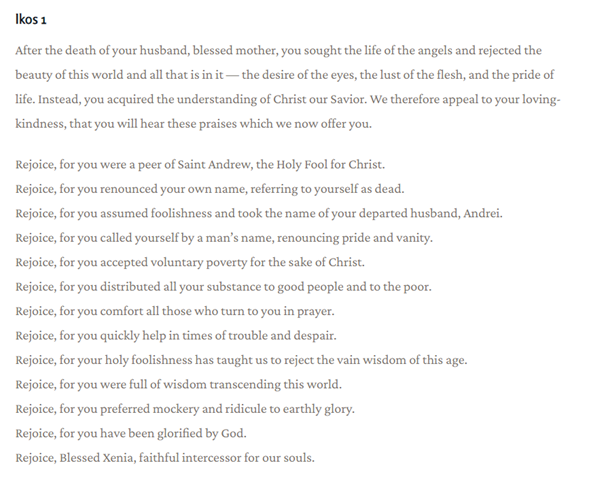 Ikos 1
After the death of your husband, blessed mother, you sought the life of the angels and rejected the
beauty of this world and all that is in it — the desire of the eyes, the lust of the flesh, and the pride of
life. Instead, you acquired the understanding of Christ our Savior. We therefore appeal to your loving-
kindness, that you will hear these praises which we now offer you.
Rejoice, for you were a peer of Saint Andrew, the Holy Fool for Christ.
Rejoice, for you renounced your own name, referring to yourself as dead.
Rejoice, for you assumed foolishness and took the name of your departed husband, Andrei.
Rejoice, for you called yourself by a man’s name, renouncing pride and vanity.
Rejoice, for you accepted voluntary poverty for the sake of Christ.
Rejoice, for you distributed all your substance to good people and to the poor.
Rejoice, for you comfort all those who turn to you in prayer.
Rejoice, for you quickly help in times of trouble and despair.
Rejoice, for your holy foolishness has taught us to reject the vain wisdom of this age.
Rejoice, for you were full of wisdom transcending this world.
Rejoice, for you preferred mockery and ridicule to earthly glory.
Rejoice, for you have been glorified by God.
Rejoice, Blessed Xenia, faithful intercessor for our souls.